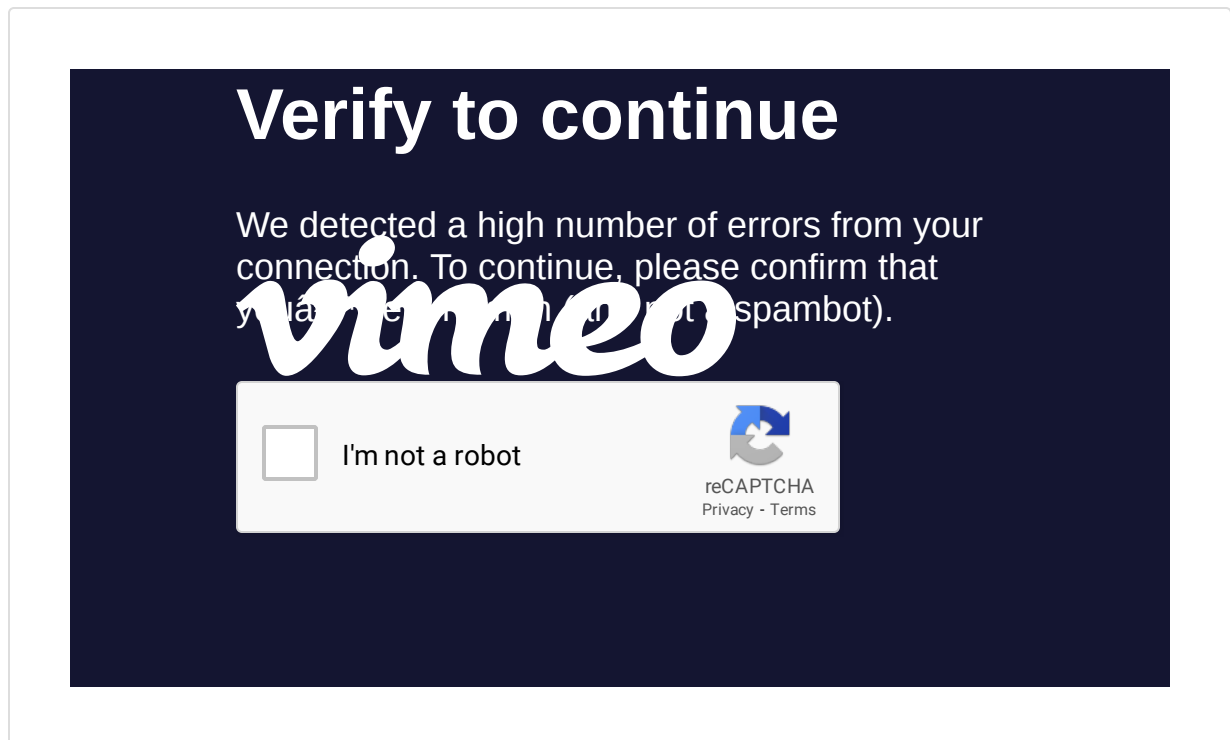 Verify to continue
We detected a high number of errors from your
connection. To continue, please confirm that
spambot).
vimeo
I'm not a robot
reCAPTCHA
Privacy - Terms